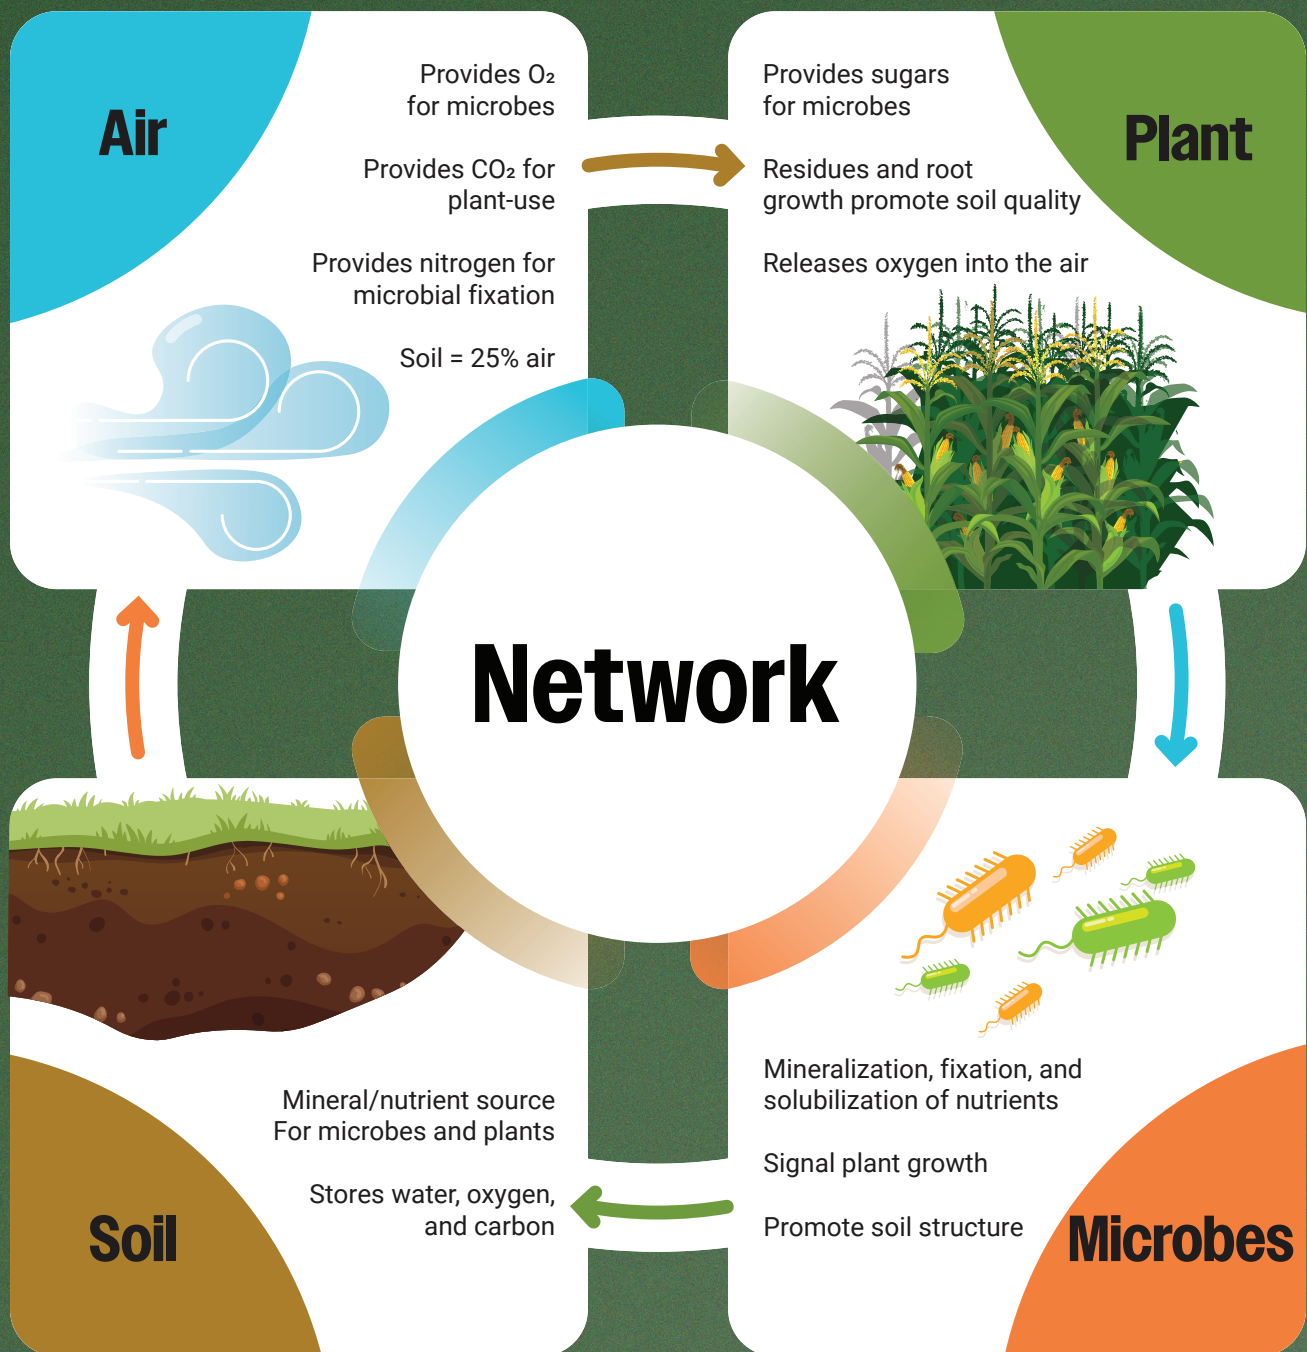 Air
Provides O₂
for microbes
Provides CO₂ for
plant-use
Provides nitrogen for
microbial fixation
Soil = 25% air
Plant
Provides sugars
for microbes
Residues and root
growth promote soil quality
Releases oxygen into the air
Network
Mineral/nutrient source
For microbes and plants
Stores water, oxygen,
and carbon
Soil
Mineralization, fixation, and
solubilization of nutrients
Signal plant growth
Promote soil structure
Microbes